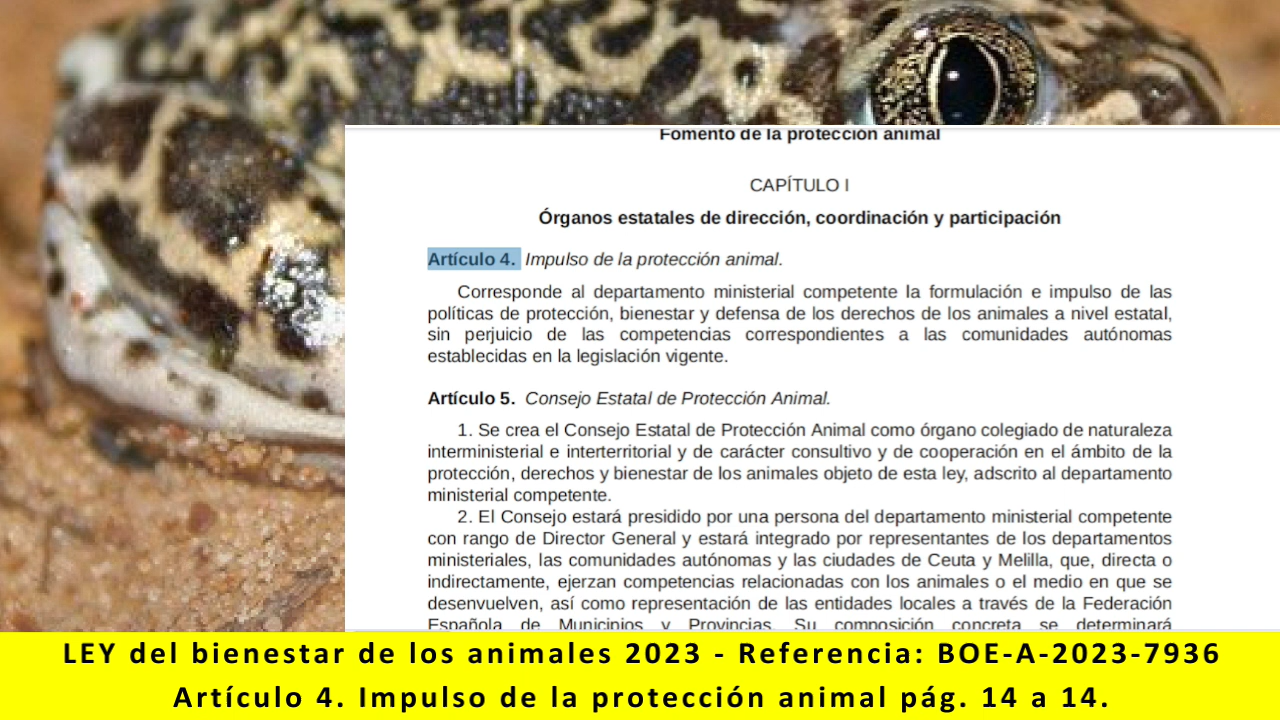 Fomento de la protección animal
CAPÍTULO I
Órganos estatales de dirección, coordinación y participación
Artículo 4. Impulso de la protección animal.
Corresponde al departamento ministerial competente la formulación e impulso de las
políticas de protección, bienestar y defensa de los derechos de los animales a nivel estatal,
sin perjuicio de las competencias correspondientes a las comunidades autónomas
establecidas en la legislación vigente.
Artículo 5. Consejo Estatal de Protección Animal.
1. Se crea el Consejo Estatal de Protección Animal como órgano colegiado de naturaleza
interministerial e interterritorial y de carácter consultivo y de cooperación en el ámbito de la
protección, derechos y bienestar de los animales objeto de esta ley, adscrito al departamento
ministerial competente.
2. El Consejo estará presidido por una persona del departamento ministerial competente
con rango de Director General y estará integrado por representantes de los departamentos
ministeriales, las comunidades autónomas y las ciudades de Ceuta y Melilla, que, directa o
indirectamente, ejerzan competencias relacionadas con los animales o el medio en que se
desenvuelven, así como representación de las entidades locales a través de la Federación
Española de Municipios y Provincias. Su composición concreta se determinará
LEY del bienestar de los animales 2023 - Referencia: BOE-A-2023-7936
Artículo 4. Impulso de la protección animal pág. 14 a 14.